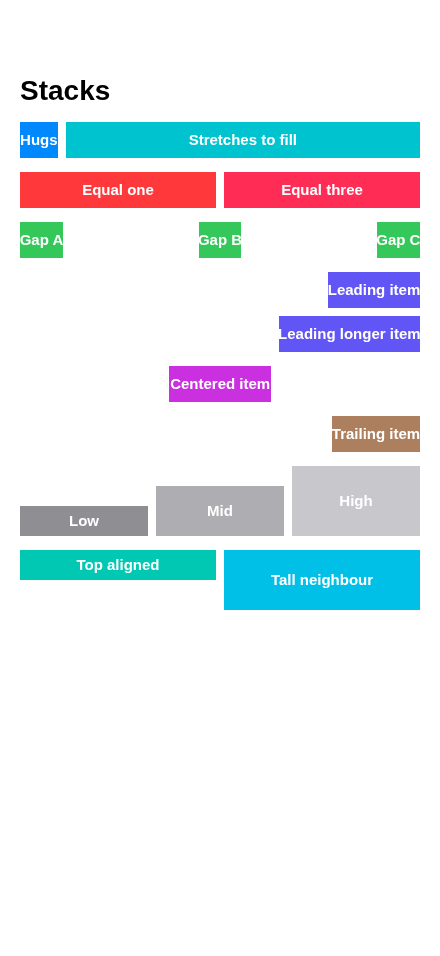 Stacks
Hugs Stretches to fill
Equal one Equal three
Gap A Gap B Gap C
Leading item
Leading longer item
Centered item
Trailing item
Low Mid High
Top aligned Tall neighbour